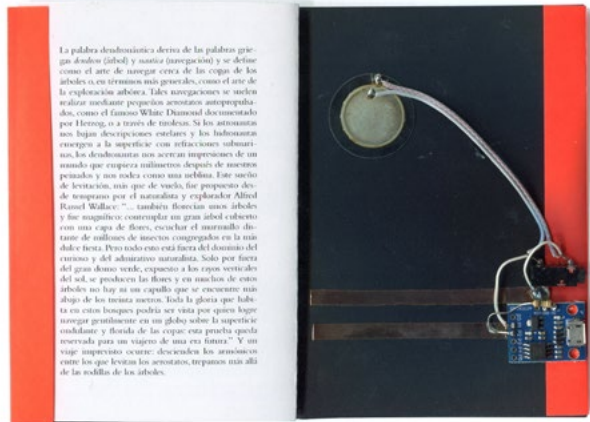 La palabra dendronáutica deriva de las palabras grie-
gas dendron (árbol) y nautica (navegación) y se define
como el arte de navegar cerca de las copas de los
árboles o, en términos más generales, como el arte de
la exploración arbórea. Tales navegaciones se suelen
realizar mediante pequeños aerostatos autopropulsa-
dos, como el famoso White Diamond documentado
por Herzog, o a través de tirolesas. Si los astronautas
nos bajan descripciones estelares y los hidronautas
emergen a la superficie con refracciones submari-
nas, los dendronautas nos acercan impresiones de un
mundo que empieza milímetros después de nuestros
peinados y nos rodea como una neblina. Este sueño
de levitación, más que de vuelo, fue propuesto des-
de temprano por el naturalista y explorador Alfred
Russel Wallace: “... también florecían unos árboles
y fue magnífico: contemplar un gran árbol cubierto
con una capa de flores, escuchar el murmullo dis-
tante de millones de insectos congregados en la más
dulce fiesta. Pero todo esto está fuera del dominio del
curioso y del admirativo naturalista. Solo por fuera
del gran domo verde, expuesto a los rayos verticales
del sol, se producen las flores y en muchos de estos
árboles no hay ni un capullo que se encuentre más
abajo de los treinta metros. Toda la gloria que habi-
ta en estos bosques podría ser vista por quien logre
navegar gentilmente en un globo sobre la superficie
ondulante y florida de las copas: esta prueba queda
reservada para un viajero de una era futura.” Y un
viaje imprevisto ocurre: descienden los armónicos
entre los que levitan los aerostatos, trepamos más allá
de las rodillas de los árboles.